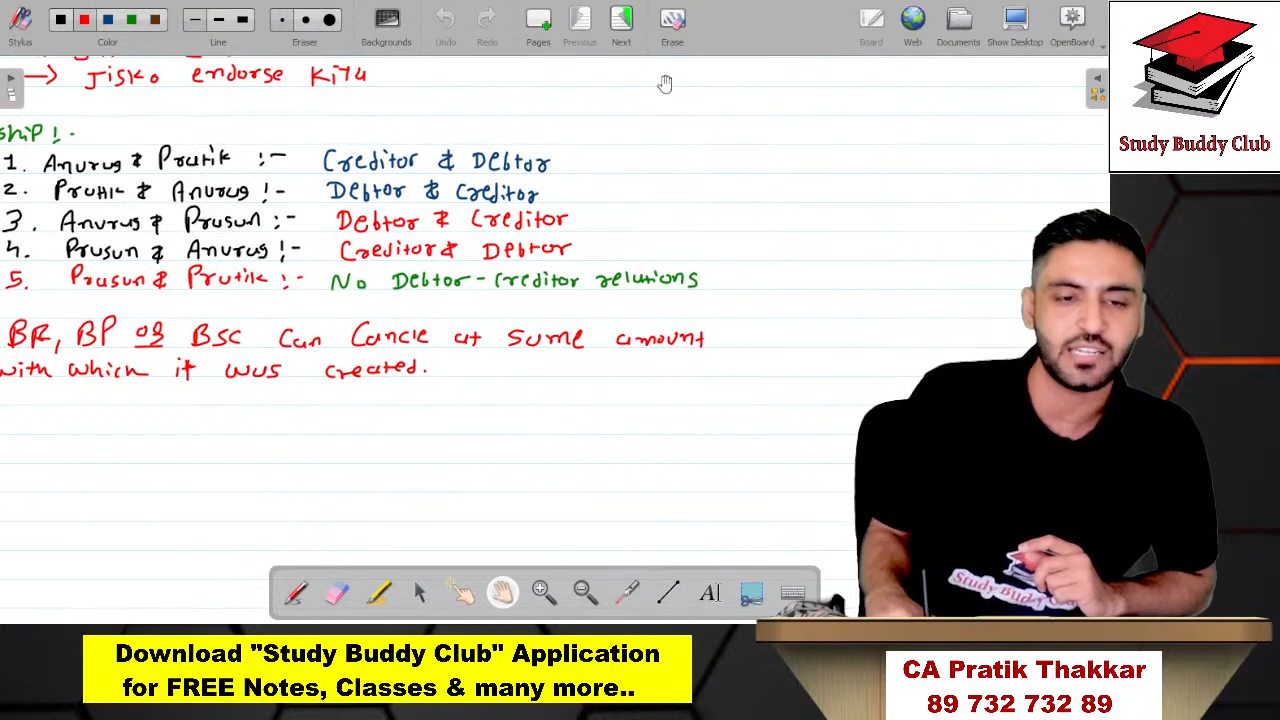 Stylus
Color
Line
Eraser
Backgrounds
Undo
Redo
Pages
Previous
Next
Erase
Board
Web
Documents
Show Desktop
OpenBoard
Study Buddy Club
→ Jisko endorse Kiya
ship :-
1. Anurag & Pratik :- Creditor & Debtor
2. Pratik & Anurag :- Debtor & Creditor
3. Anurag & Prasun :- Debtor & Creditor
4. Prasun & Anurag :- Creditor & Debtor
5. Prasun & Pratik :- No Debtor-Creditor relations
BR, BP or BSC Can Cancle at same amount
with which it was created.
Study Buddy
Download "Study Buddy Club" Application
for FREE Notes, Classes & many more..
CA Pratik Thakkar
89 732 732 89